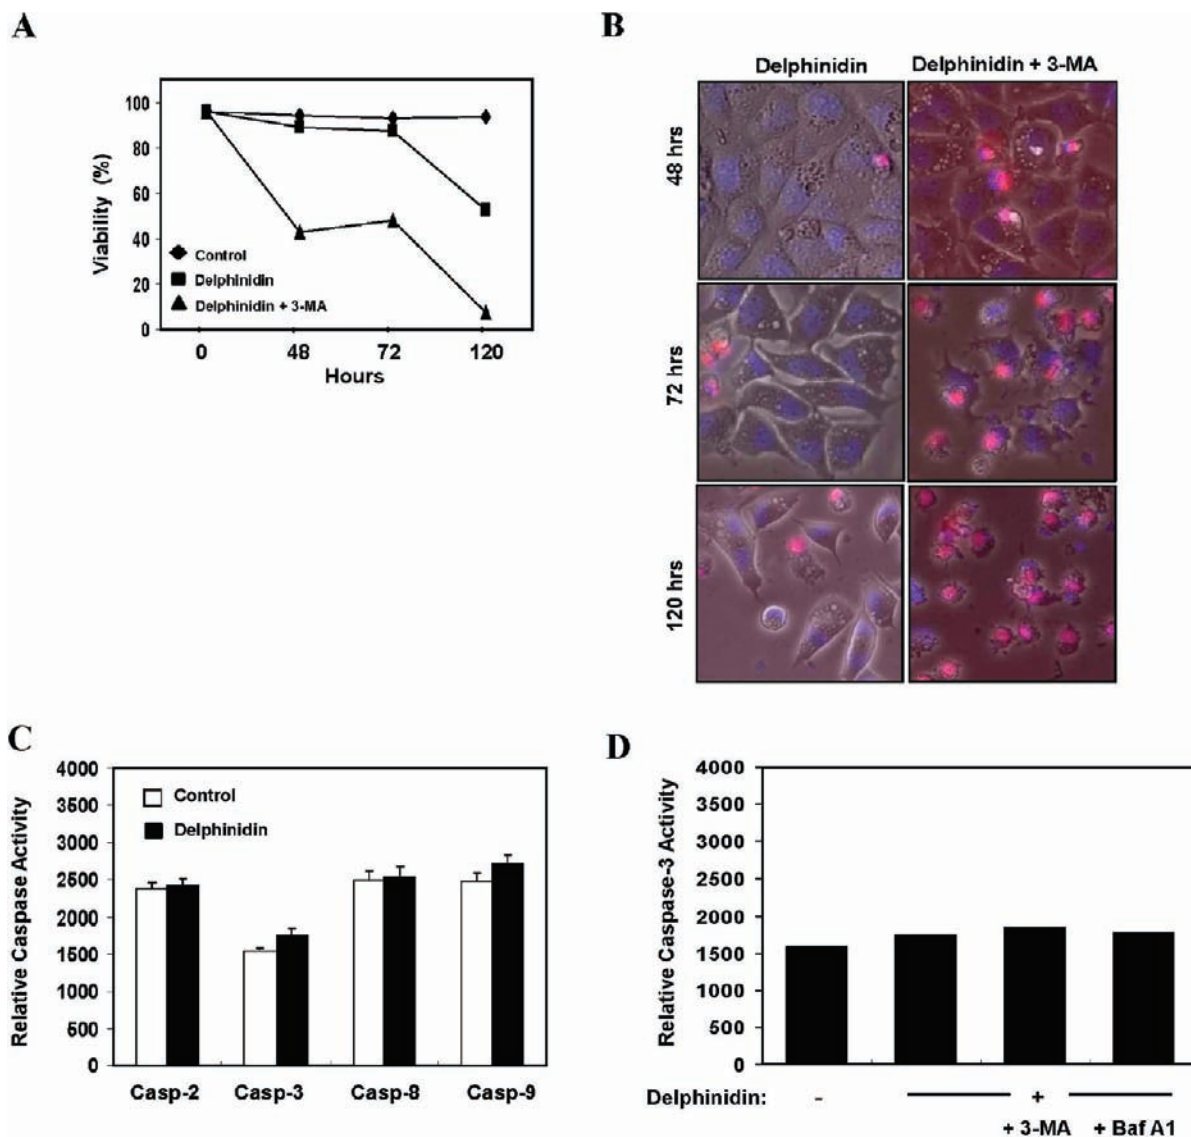 A
Viability (%)
100
80
60
40
20
0
Control
Delphinidin
Delphinidin + 3-MA
0 48 72 120
Hours
B
Delphinidin Delphinidin + 3-MA
48 hrs
72 hrs
120 hrs
C
Relative Caspase Activity
4000
3500
3000
2500
2000
1500
1000
500
0
Control
Delphinidin
Casp-2 Casp-3 Casp-8 Casp-9
D
Relative Caspase-3 Activity
4000
3500
3000
2500
2000
1500
1000
500
0
Delphinidin: - +
+ 3-MA + Baf A1